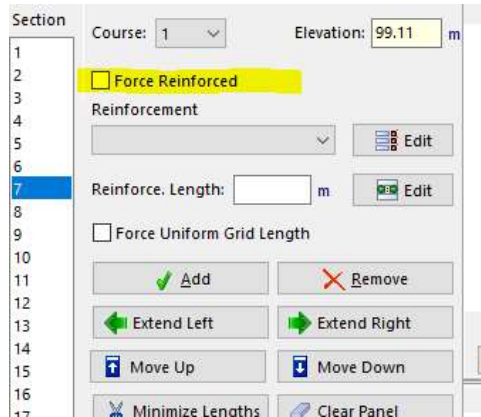 Section
1
2
3
4
5
6
7
8
9
10
11
12
13
14
15
16
17
Course: 1
Elevation: 99.11 m
Force Reinforced
Reinforcement
Edit
Reinforce. Length: m
Edit
Force Uniform Grid Length
Add
Remove
Extend Left
Extend Right
Move Up
Move Down
Minimize Lengths
Clear Panel